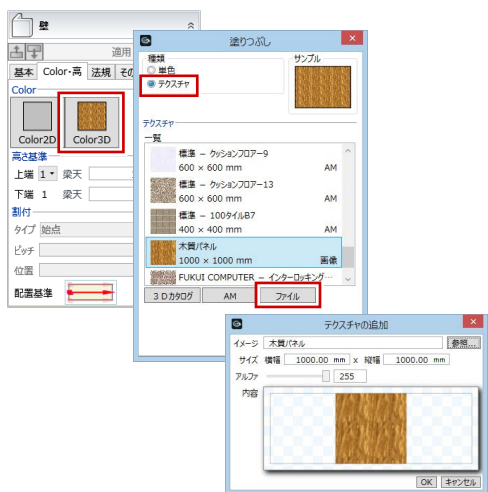 壁
適用
基本 Color・高 法規 その
Color
Color2D Color3D
高さ基準
上端 1 梁天
下端 1 梁天
割付
タイプ 始点
ピッチ
位置
配置基準
塗りつぶし
種類
単色
テクスチャ
サンプル
テクスチャ
一覧
標準 － クッションフロアー9
600 × 600 mm AM
標準 － クッションフロアー13
600 × 600 mm AM
標準 － 100タイルB7
400 × 400 mm AM
木質パネル
1000 × 1000 mm 画像
FUKUI COMPUTER － インターロッキング…
3Dカタログ AM ファイル
テクスチャの追加
イメージ 木質パネル 参照...
サイズ 横幅 1000.00 mm x 縦幅 1000.00 mm
アルファ 255
内容
OK キャンセル